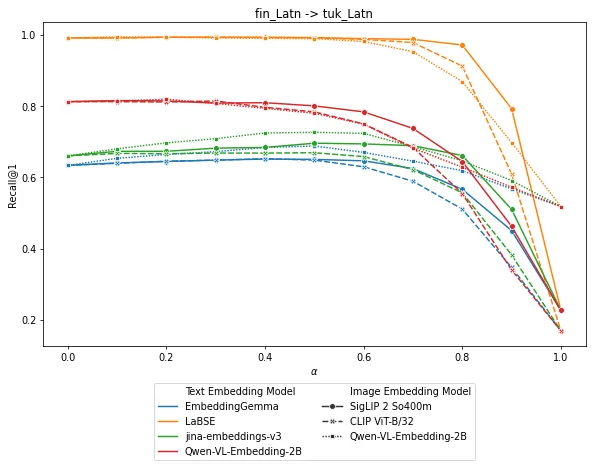 fin_Latn -> tuk_Latn
1.0
0.8
0.6
0.4
0.2
Recall@1
0.0 0.2 0.4 0.6 0.8 1.0
α
Text Embedding Model Image Embedding Model
EmbeddingGemma SigLIP 2 So400m
LaBSE CLIP ViT-B/32
jina-embeddings-v3 Qwen-VL-Embedding-2B
Qwen-VL-Embedding-2B